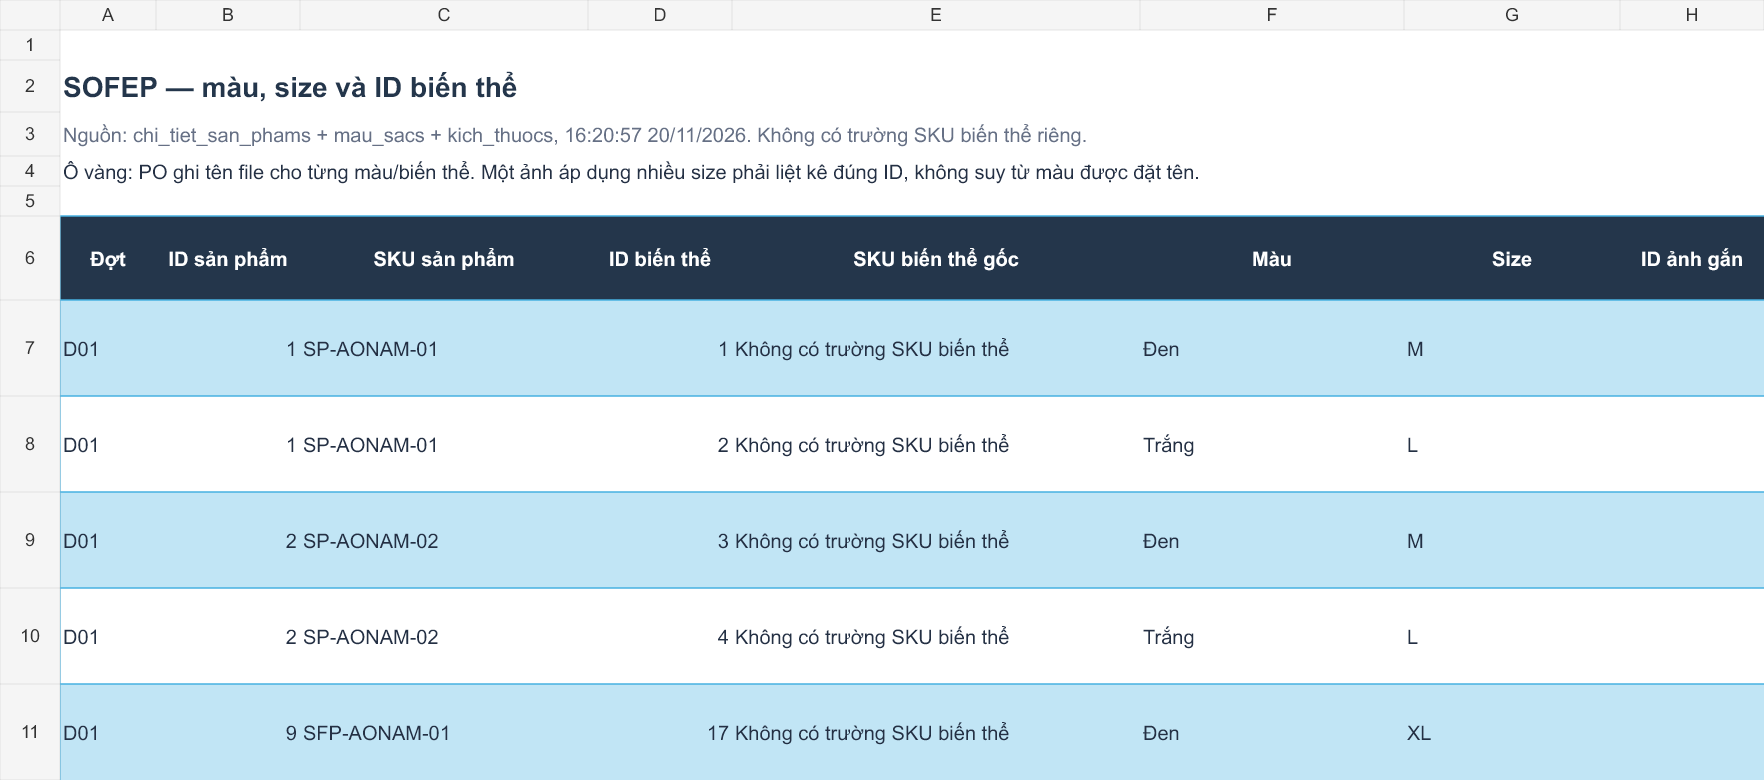 A B C D E F G H
1
2 SOFEP — màu, size và ID biến thể
3 Nguồn: chi_tiet_san_phams + mau_sacs + kich_thuocs, 16:20:57 20/11/2026. Không có trường SKU biến thể riêng.
4 Ô vàng: PO ghi tên file cho từng màu/biến thể. Một ảnh áp dụng nhiều size phải liệt kê đúng ID, không suy từ màu được đặt tên.
5
6 Đợt ID sản phẩm SKU sản phẩm ID biến thể SKU biến thể gốc Màu Size ID ảnh gắn
7 D01 1 SP-AONAM-01 1 Không có trường SKU biến thể Đen M
8 D01 1 SP-AONAM-01 2 Không có trường SKU biến thể Trắng L
9 D01 2 SP-AONAM-02 3 Không có trường SKU biến thể Đen M
10 D01 2 SP-AONAM-02 4 Không có trường SKU biến thể Trắng L
11 D01 9 SFP-AONAM-01 17 Không có trường SKU biến thể Đen XL